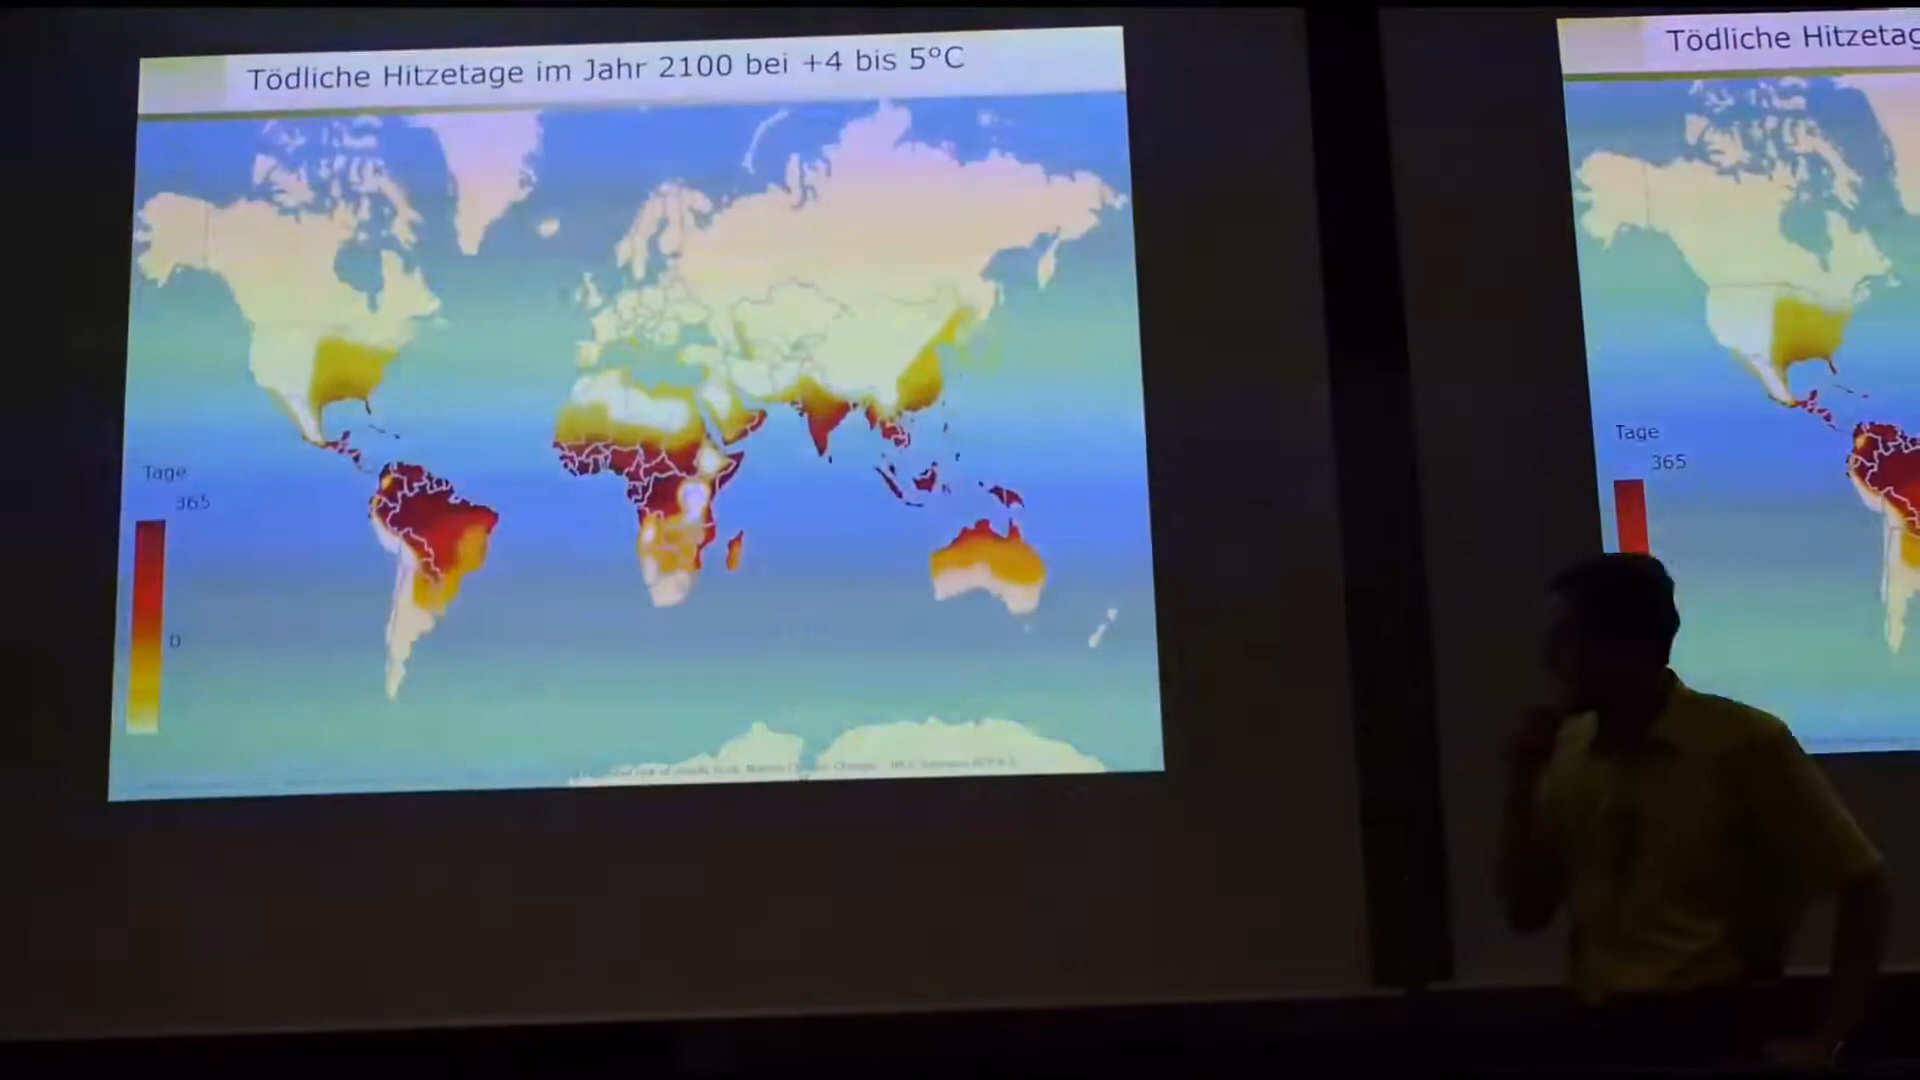 Tödliche Hitzetage im Jahr 2100 bei +4 bis 5°C
Tage
365
0
Tödliche Hitzetag
Tage
365